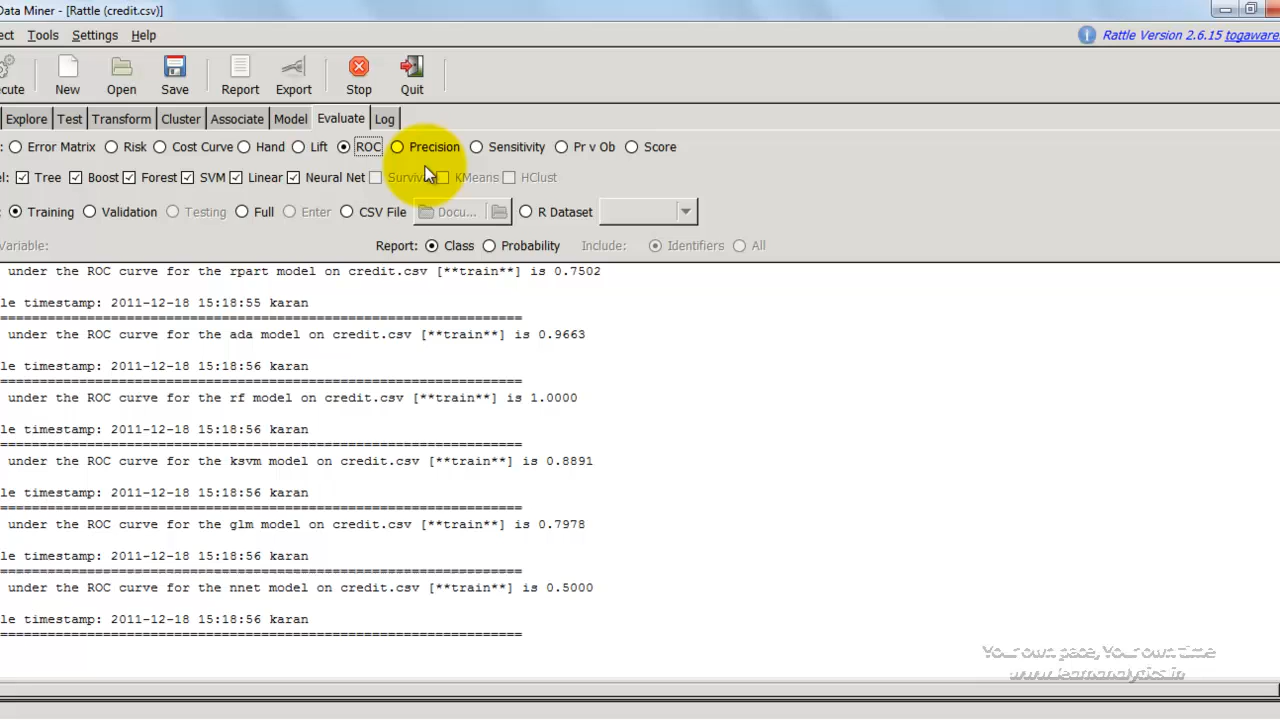 Data Miner - [Rattle (credit.csv)]
ect Tools Settings Help
Rattle Version 2.6.15 togaware
cute New Open Save Report Export Stop Quit
Explore Test Transform Cluster Associate Model Evaluate Log
: Error Matrix Risk Cost Curve Hand Lift ROC Precision Sensitivity Pr v Ob Score
el: Tree Boost Forest SVM Linear Neural Net Surviv KMeans HClust
: Training Validation Testing Full Enter CSV File Docu... R Dataset
Variable: Report: Class Probability Include: Identifiers All
under the ROC curve for the rpart model on credit.csv [**train**] is 0.7502
le timestamp: 2011-12-18 15:18:55 karan
======================================================================
under the ROC curve for the ada model on credit.csv [**train**] is 0.9663
le timestamp: 2011-12-18 15:18:56 karan
======================================================================
under the ROC curve for the rf model on credit.csv [**train**] is 1.0000
le timestamp: 2011-12-18 15:18:56 karan
======================================================================
under the ROC curve for the ksvm model on credit.csv [**train**] is 0.8891
le timestamp: 2011-12-18 15:18:56 karan
======================================================================
under the ROC curve for the glm model on credit.csv [**train**] is 0.7978
le timestamp: 2011-12-18 15:18:56 karan
======================================================================
under the ROC curve for the nnet model on credit.csv [**train**] is 0.5000
le timestamp: 2011-12-18 15:18:56 karan
======================================================================
Your own pace, Your own time
www.learnanalytics.in